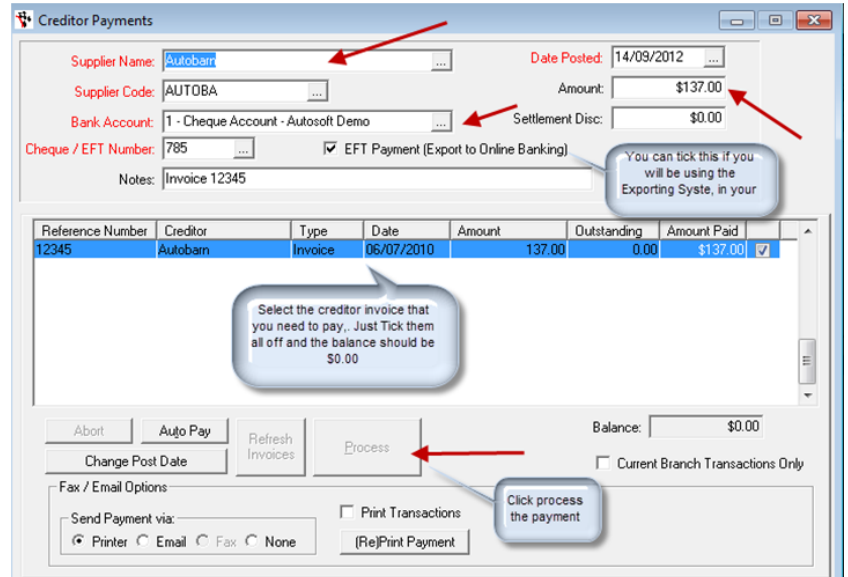 Creditor Payments
Supplier Name: Autobarn ...
Date Posted: 14/09/2012 ...
Supplier Code: AUTOBA ...
Amount: $137.00
Bank Account: 1 - Cheque Account - Autosoft Demo ...
Settlement Disc: $0.00
Cheque / EFT Number: 785 ...
EFT Payment (Export to Online Banking)
You can tick this if you
will be using the
Exporting Syste, in your
Notes: Invoice 12345
Reference Number Creditor Type Date Amount Outstanding Amount Paid
12345 Autobarn Invoice 06/07/2010 137.00 0.00 $137.00
Select the creditor invoice that
you need to pay,. Just Tick them
all off and the balance should be
$0.00
Abort
Auto Pay
Refresh
Invoices
Process
Balance: $0.00
Change Post Date
Current Branch Transactions Only
Fax / Email Options
Click process
the payment
Send Payment via:
Print Transactions
Printer Email Fax None
(Re)Print Payment